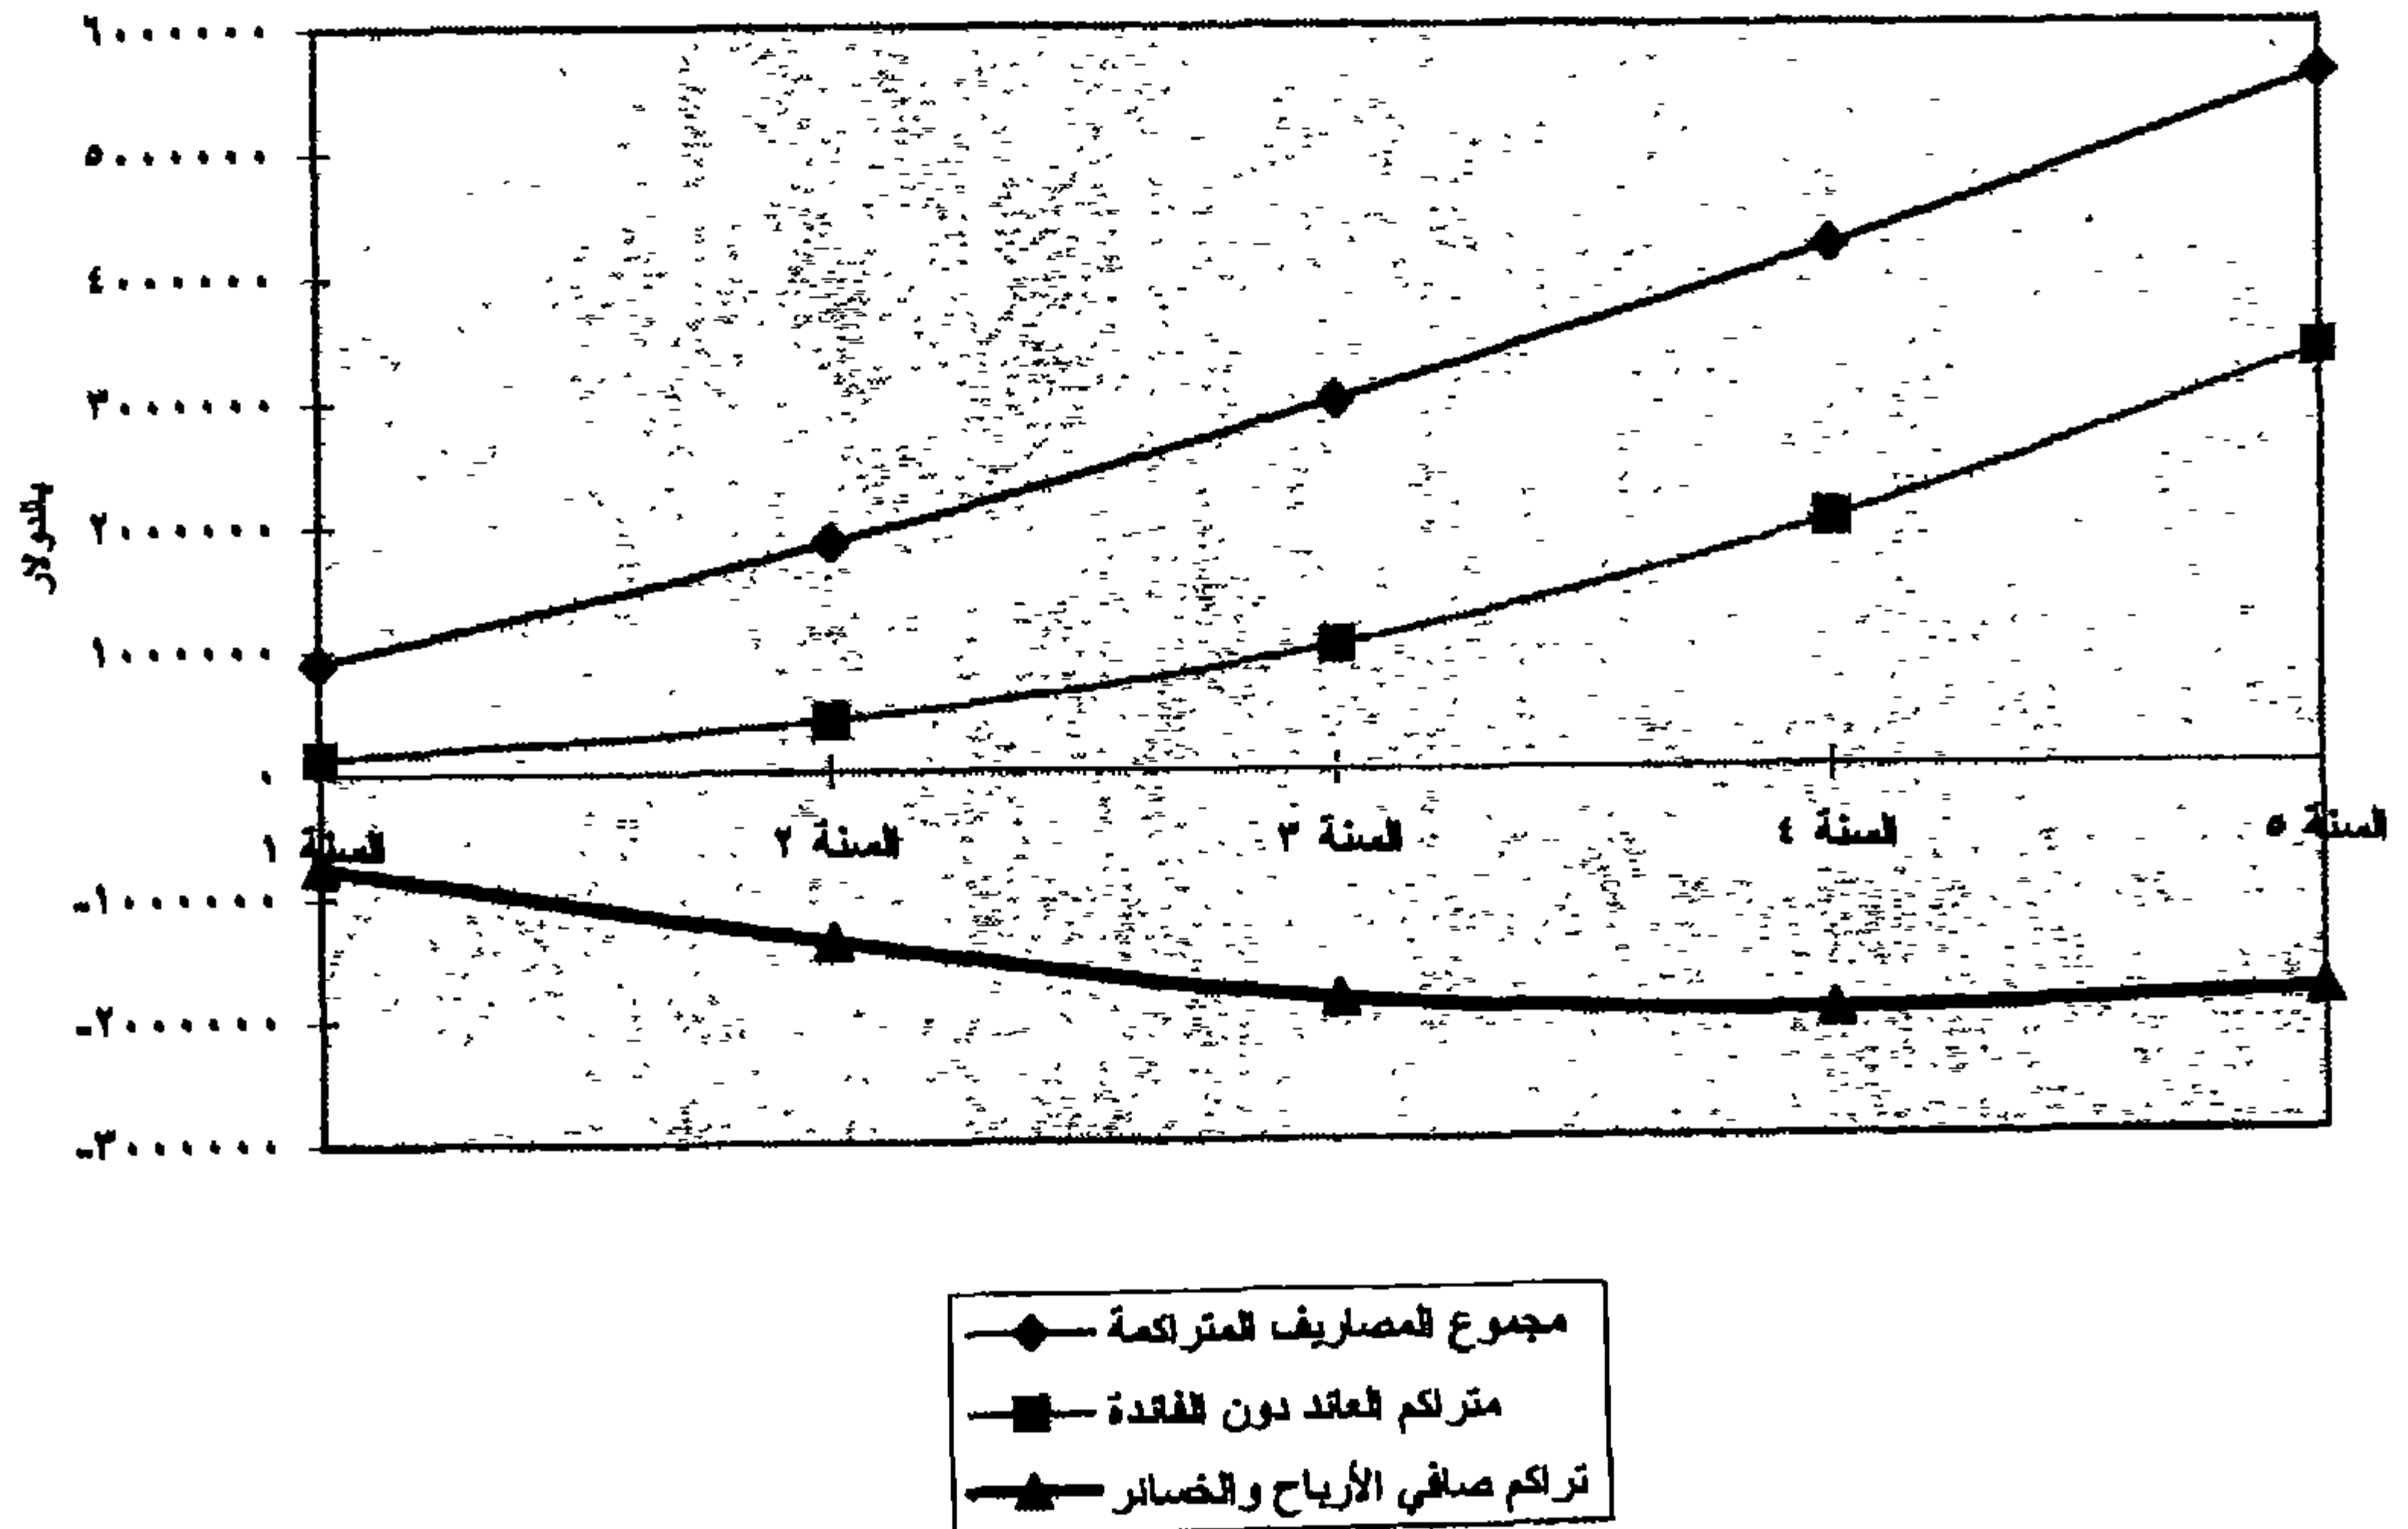 ٦٠٠٠٠٠٠
٥٠٠٠٠٠٠
٤٠٠٠٠٠٠
٣٠٠٠٠٠٠
٢٠٠٠٠٠٠
١٠٠٠٠٠٠
٠
-١٠٠٠٠٠٠
-٢٠٠٠٠٠٠
-٣٠٠٠٠٠٠
بالدولار
السنة ١
السنة ٢
السنة ٣
السنة ٤
السنة ٥
مجموع المصاريف المتراكمة
متراكم العائد دون الفائدة
تراكم صافي الأرباح والخسائر